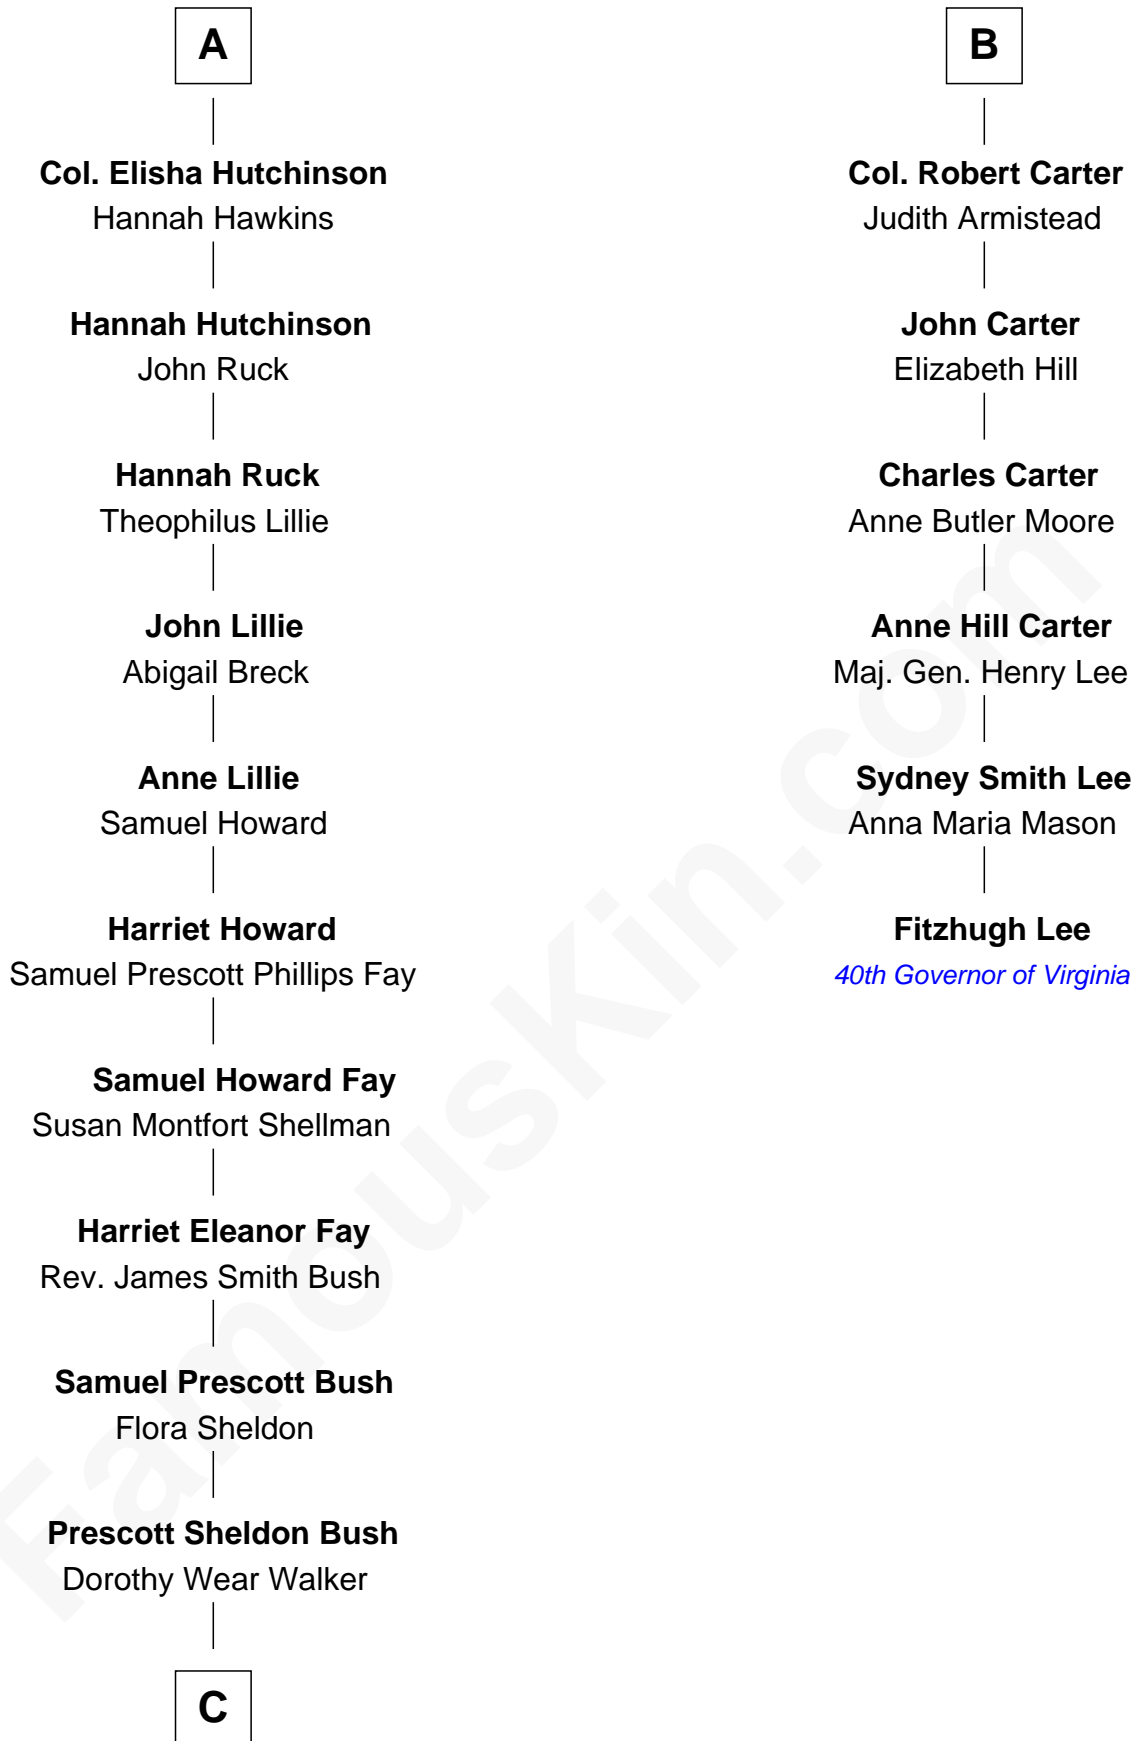 A
Col. Elisha Hutchinson
Hannah Hawkins
Hannah Hutchinson
John Ruck
Hannah Ruck
Theophilus Lillie
John Lillie
Abigail Breck
Anne Lillie
Samuel Howard
Harriet Howard
Samuel Prescott Phillips Fay
Samuel Howard Fay
Susan Montfort Shellman
Harriet Eleanor Fay
Rev. James Smith Bush
Samuel Prescott Bush
Flora Sheldon
Prescott Sheldon Bush
Dorothy Wear Walker
C
B
Col. Robert Carter
Judith Armistead
John Carter
Elizabeth Hill
Charles Carter
Anne Butler Moore
Anne Hill Carter
Maj. Gen. Henry Lee
Sydney Smith Lee
Anna Maria Mason
Fitzhugh Lee
40th Governor of Virginia
FamousKin.com